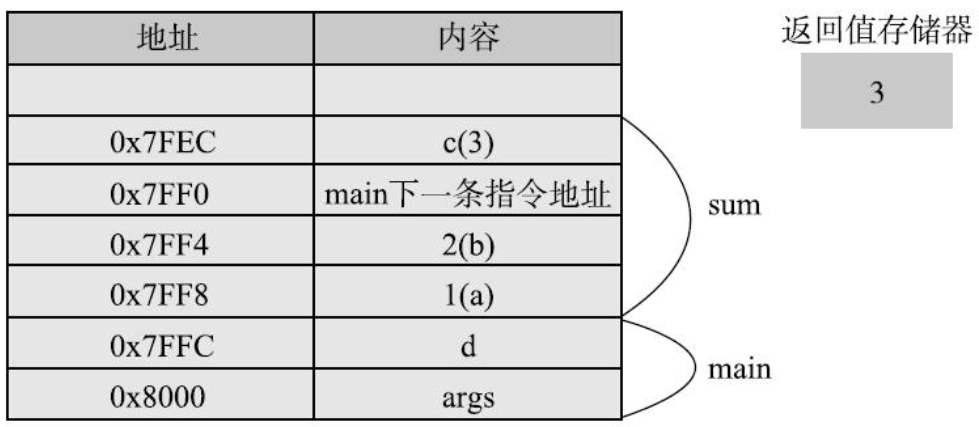 返回值存储器
3
地址 内容
0x7FEC c(3)
0x7FF0 main下一条指令地址
0x7FF4 2(b)
0x7FF8 1(a)
0x7FFC d
0x8000 args
sum
main